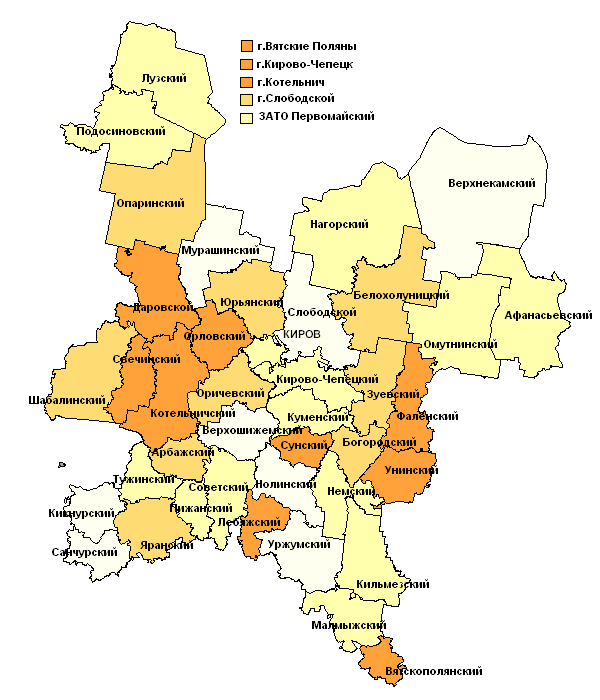 г.Вятские Поляны
г.Кирово-Чепецк
г.Котельнич
г.Слободской
ЗАТО Первомайский
Лузский
Подосиновский
Опаринский
Верхнекамский
Нагорский
Мурашинский
Даровской
Юрьянский
Слободской
Белохолуницкий
Афанасьевский
Омутнинский
Орловский
КИРОВ
Свечинский
Кирово-Чепецкий
Шабалинский
Оричевский
Зуевский
Котельничский
Куменский
Фаленский
Верхошижемский
Сунский
Богородский
Арбажский
Унинский
Тужинский
Советский
Нолинский
Немский
Кикнурский
Пижанский
Лебяжский
Санчурский
Яранский
Уржумский
Кильмезский
Малмыжский
Вятскополянский